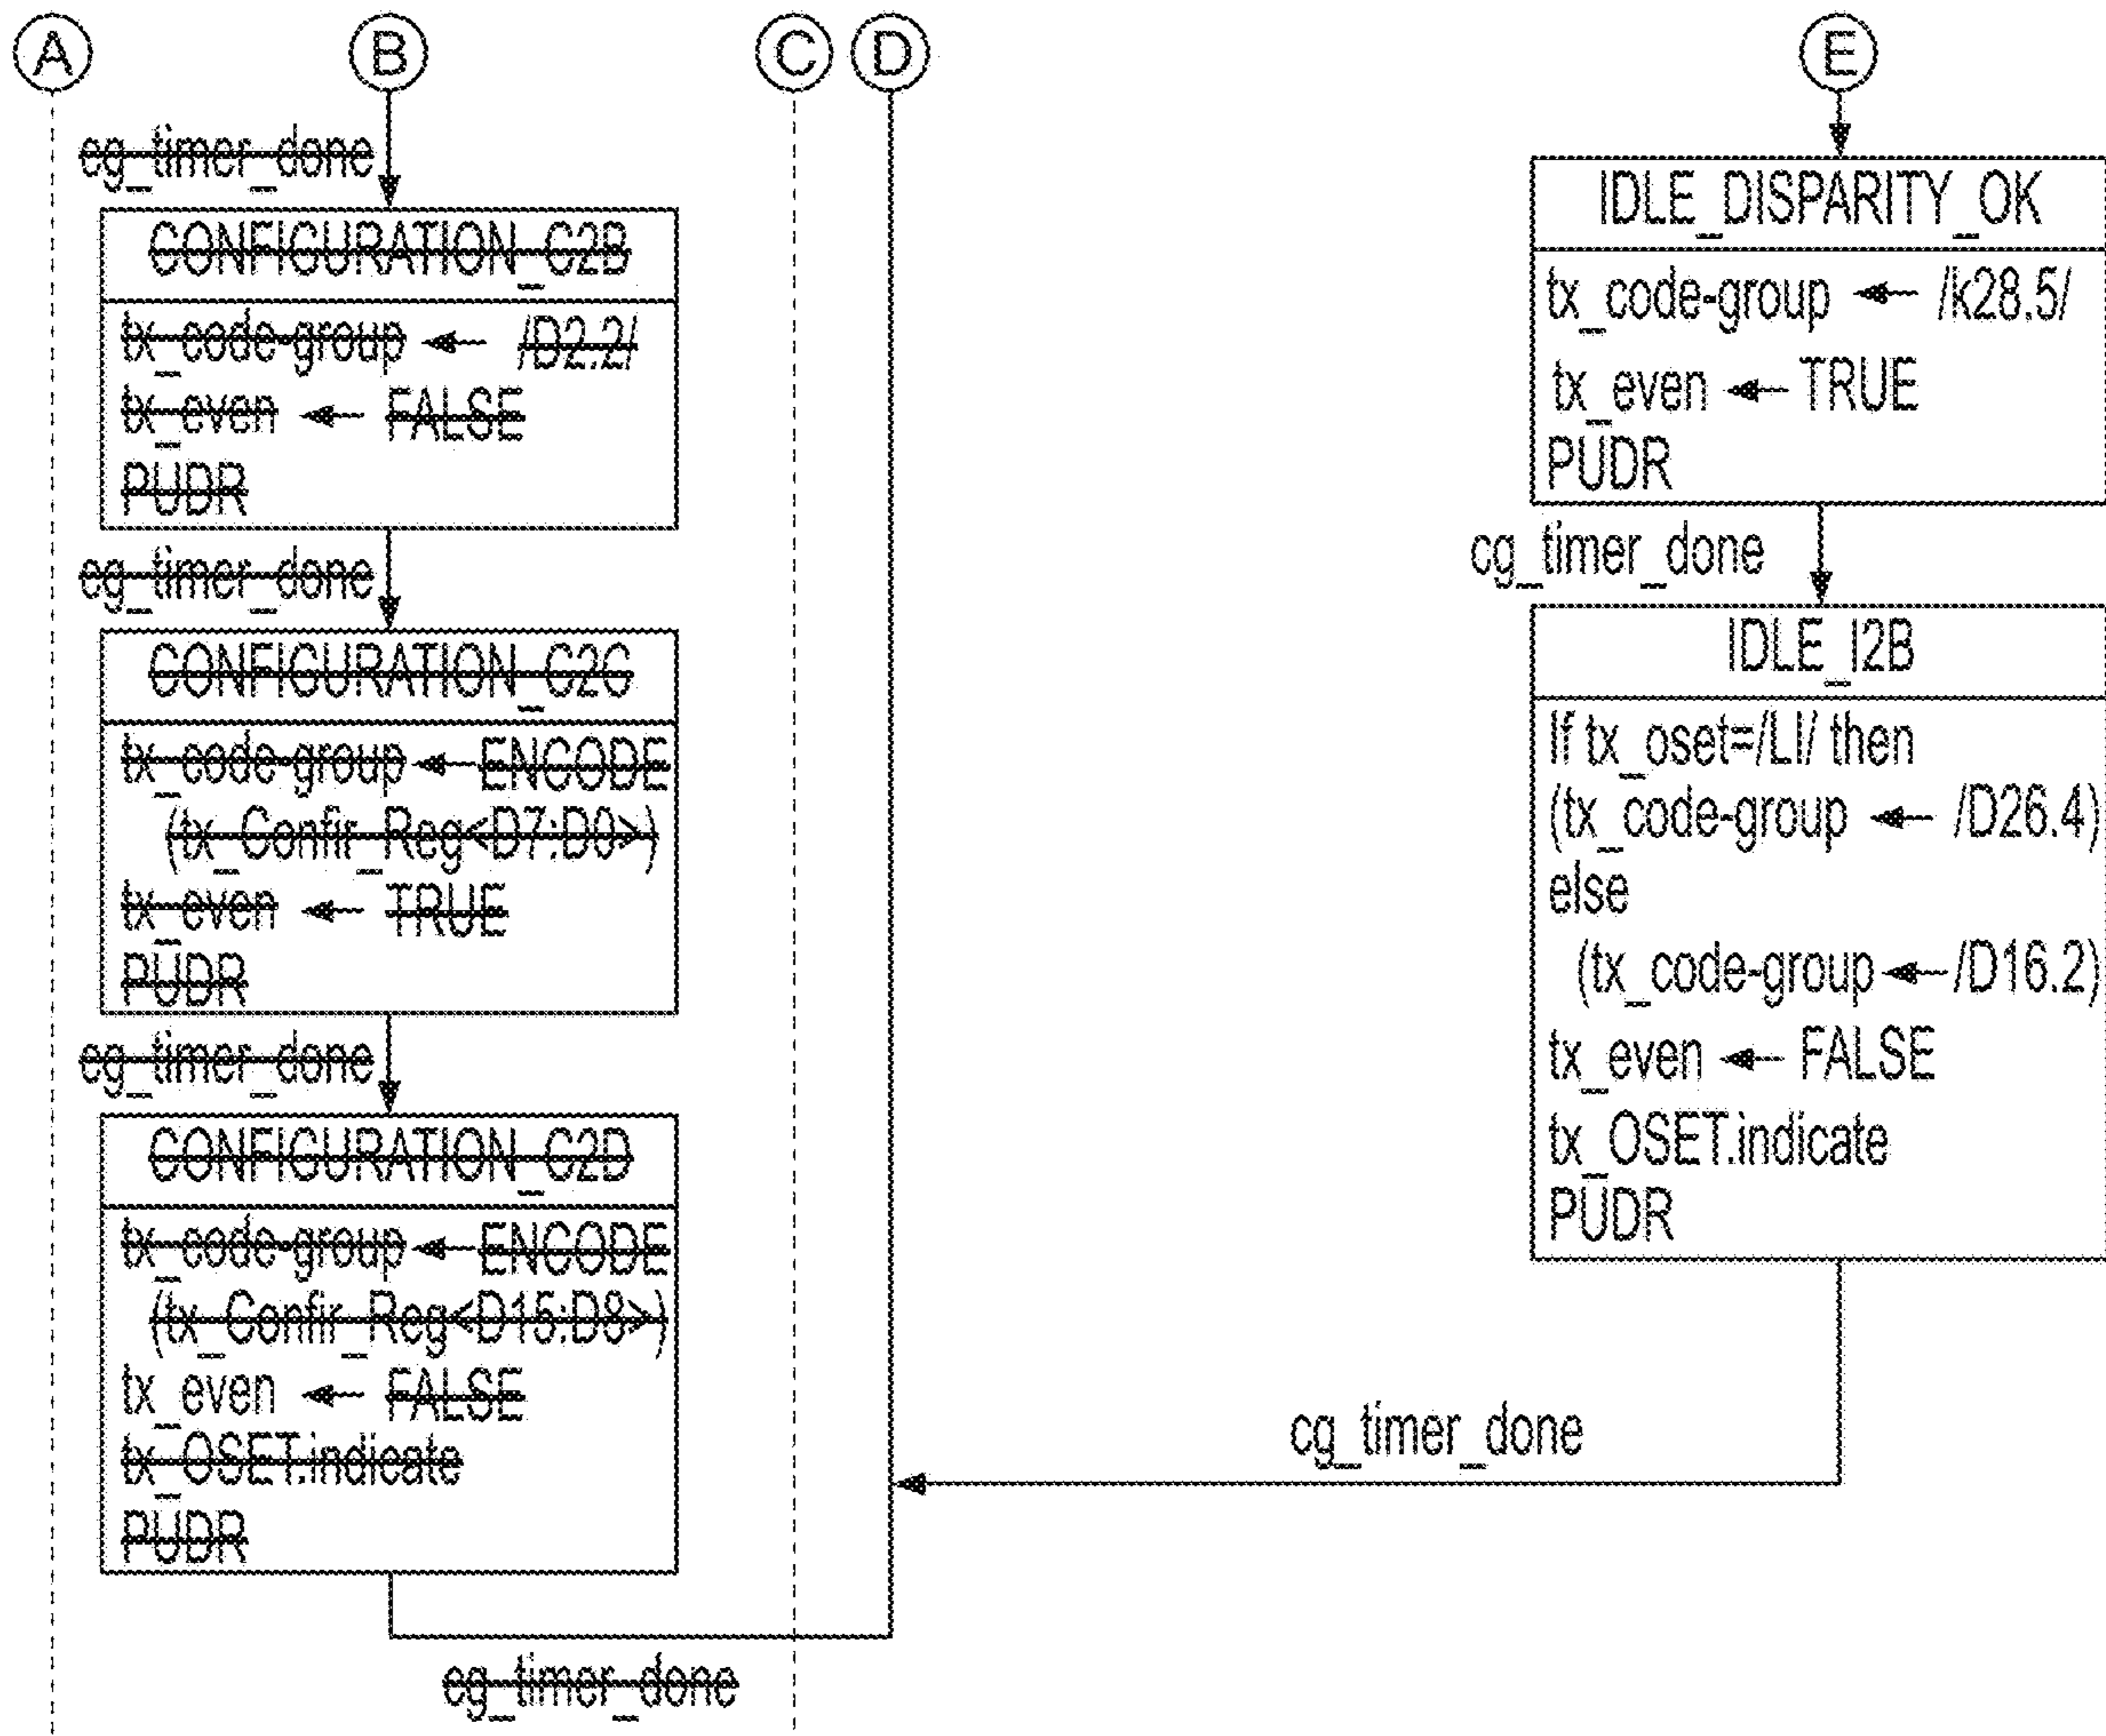 A B C D E
cg_timer_done
CONFIGURATION_C2B
tx_code-group ← /D2.2/
tx_even ← FALSE
PUDR
cg_timer_done
CONFIGURATION_C2C
tx_code-group ← ENCODE
(tx_Confir_Reg<D7:D0>)
tx_even ← TRUE
PUDR
cg_timer_done
CONFIGURATION_C2D
tx_code-group ← ENCODE
(tx_Confir_Reg<D15:D8>)
tx_even ← FALSE
tx_OSET.indicate
PUDR
cg_timer_done
IDLE_DISPARITY_OK
tx_code-group ← /k28.5/
tx_even ← TRUE
PUDR
cg_timer_done
IDLE_I2B
If tx_oset=/LI/ then
(tx_code-group ← /D26.4)
else
(tx_code-group ← /D16.2)
tx_even ← FALSE
tx_OSET.indicate
PUDR
cg_timer_done